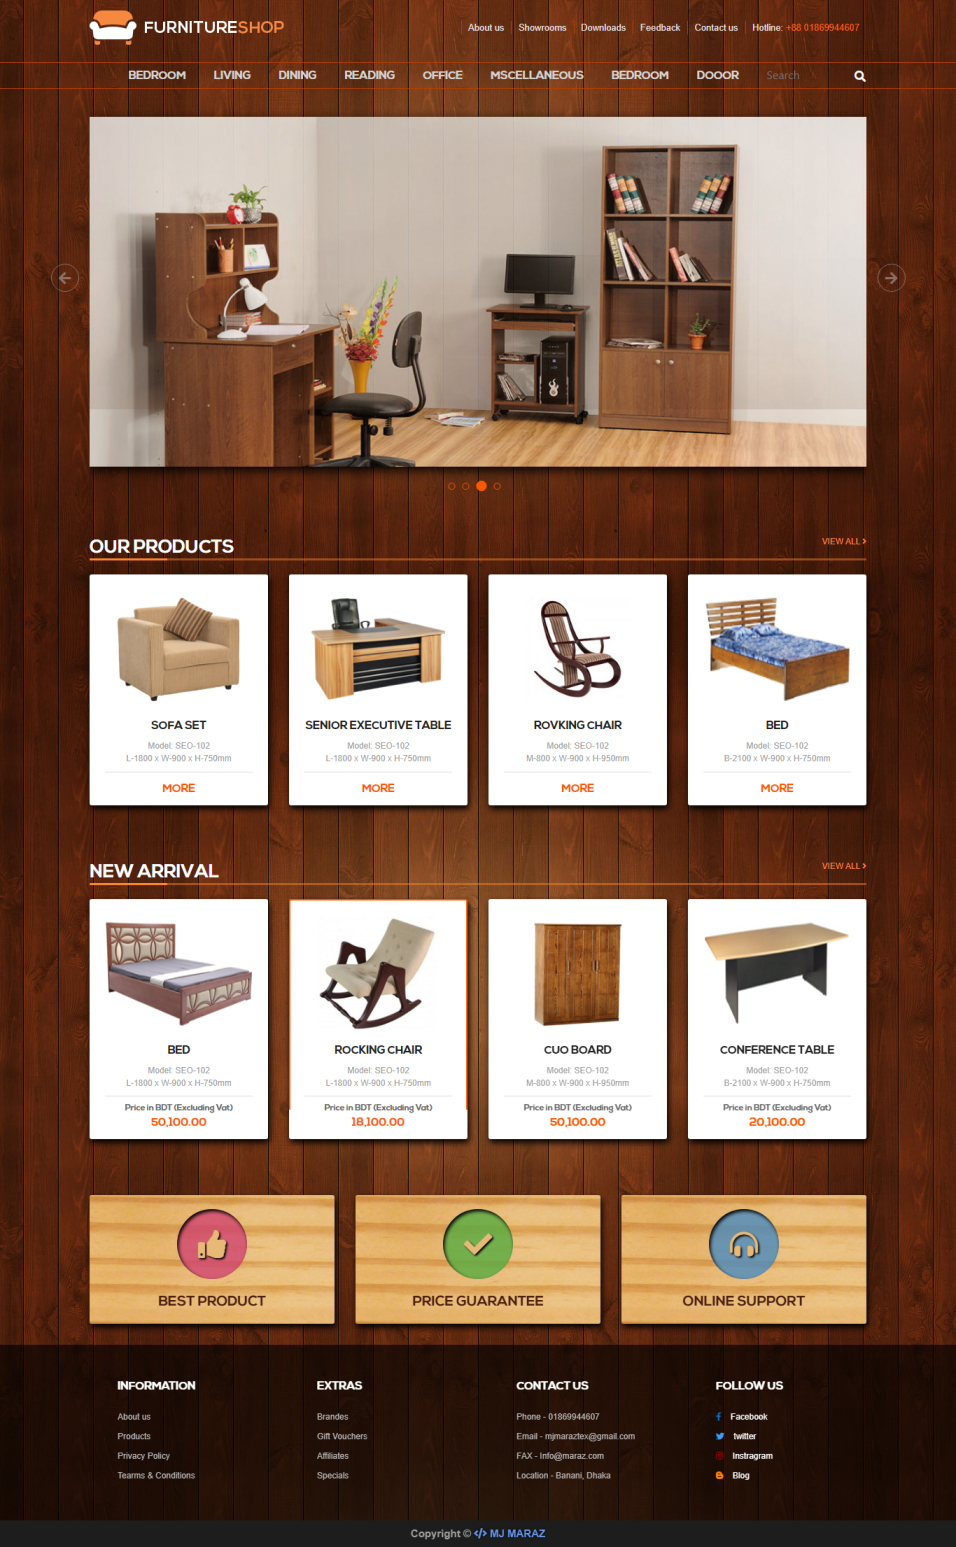 FURNITURESHOP
About us
Showrooms
Downloads
Feedback
Contact us
Hotline: +88 01869944607
BEDROOM
LIVING
DINING
READING
OFFICE
MSCELLANEOUS
BEDROOM
DOOOR
Search
OUR PRODUCTS
VIEW ALL >
SOFA SET
Model: SEO-102
L-1800 x W-900 x H-750mm
MORE
SENIOR EXECUTIVE TABLE
Model: SEO-102
L-1800 x W-900 x H-750mm
MORE
ROVKING CHAIR
Model: SEO-102
M-800 x W-900 x H-950mm
MORE
BED
Model: SEO-102
B-2100 x W-900 x H-750mm
MORE
NEW ARRIVAL
VIEW ALL >
BED
Model: SEO-102
L-1800 x W-900 x H-750mm
Price in BDT (Excluding Vat)
50,100.00
ROCKING CHAIR
Model: SEO-102
L-1800 x W-900 x H-750mm
Price in BDT (Excluding Vat)
18,100.00
CUO BOARD
Model: SEO-102
M-800 x W-900 x H-750mm
Price in BDT (Excluding Vat)
50,100.00
CONFERENCE TABLE
Model: SEO-102
B-2100 x W-900 x H-750mm
Price in BDT (Excluding Vat)
20,100.00
BEST PRODUCT
PRICE GUARANTEE
ONLINE SUPPORT
INFORMATION
About us
Products
Privacy Policy
Tearms & Conditions
EXTRAS
Brandes
Gift Vouchers
Affiliates
Specials
CONTACT US
Phone - 01869944607
Email - mjmaraztex@gmail.com
FAX - Info@maraz.com
Location - Banani, Dhaka
FOLLOW US
Facebook
twitter
Instragram
Blog
Copyright © </> MJ MARAZ